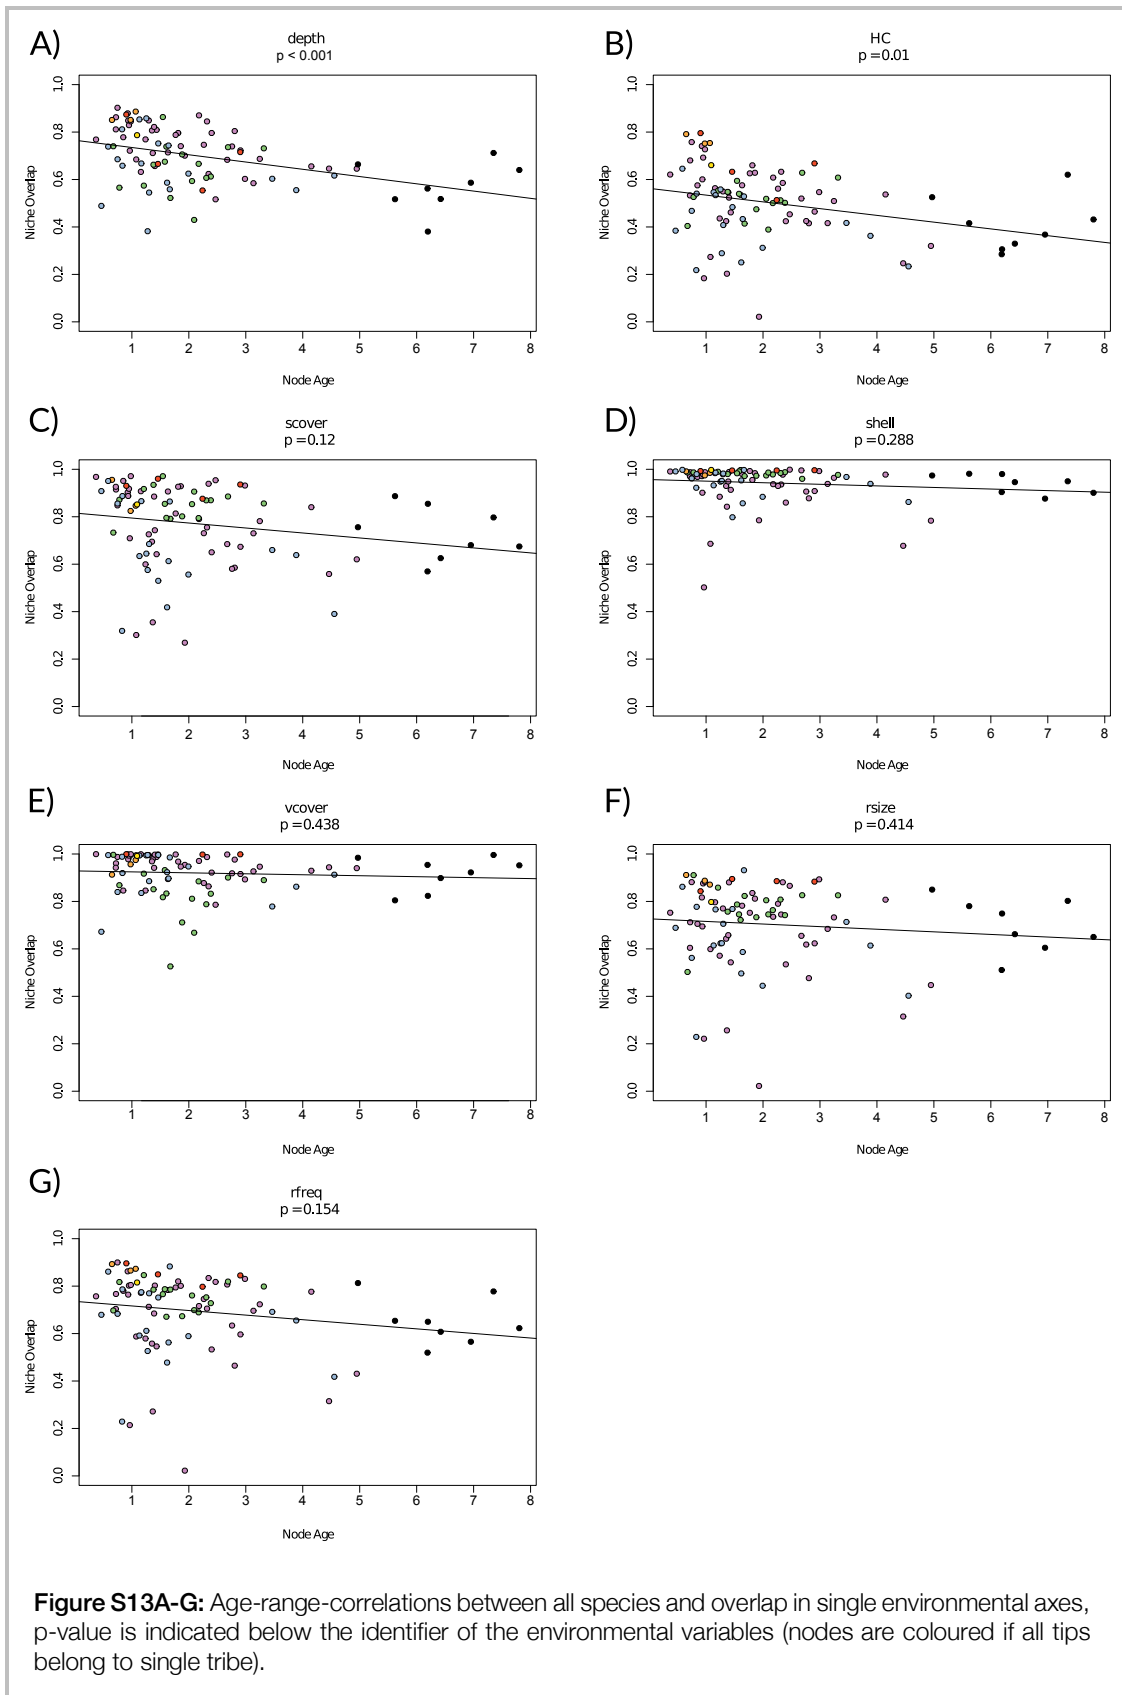 A)
depth
p < 0.001
Niche Overlap
0.0 0.2 0.4 0.6 0.8 1.0
1 2 3 4 5 6 7 8
Node Age
B)
HC
p = 0.01
Niche Overlap
0.0 0.2 0.4 0.6 0.8 1.0
1 2 3 4 5 6 7 8
Node Age
C)
scover
p = 0.12
Niche Overlap
0.0 0.2 0.4 0.6 0.8 1.0
1 2 3 4 5 6 7 8
Node Age
D)
shell
p = 0.288
Niche Overlap
0.0 0.2 0.4 0.6 0.8 1.0
1 2 3 4 5 6 7 8
Node Age
E)
vcover
p = 0.438
Niche Overlap
0.0 0.2 0.4 0.6 0.8 1.0
1 2 3 4 5 6 7 8
Node Age
F)
rsize
p = 0.414
Niche Overlap
0.0 0.2 0.4 0.6 0.8 1.0
1 2 3 4 5 6 7 8
Node Age
G)
rfreq
p = 0.154
Niche Overlap
0.0 0.2 0.4 0.6 0.8 1.0
1 2 3 4 5 6 7 8
Node Age
Figure S13A-G: Age-range-correlations between all species and overlap in single environmental axes,
p-value is indicated below the identifier of the environmental variables (nodes are coloured if all tips
belong to single tribe).